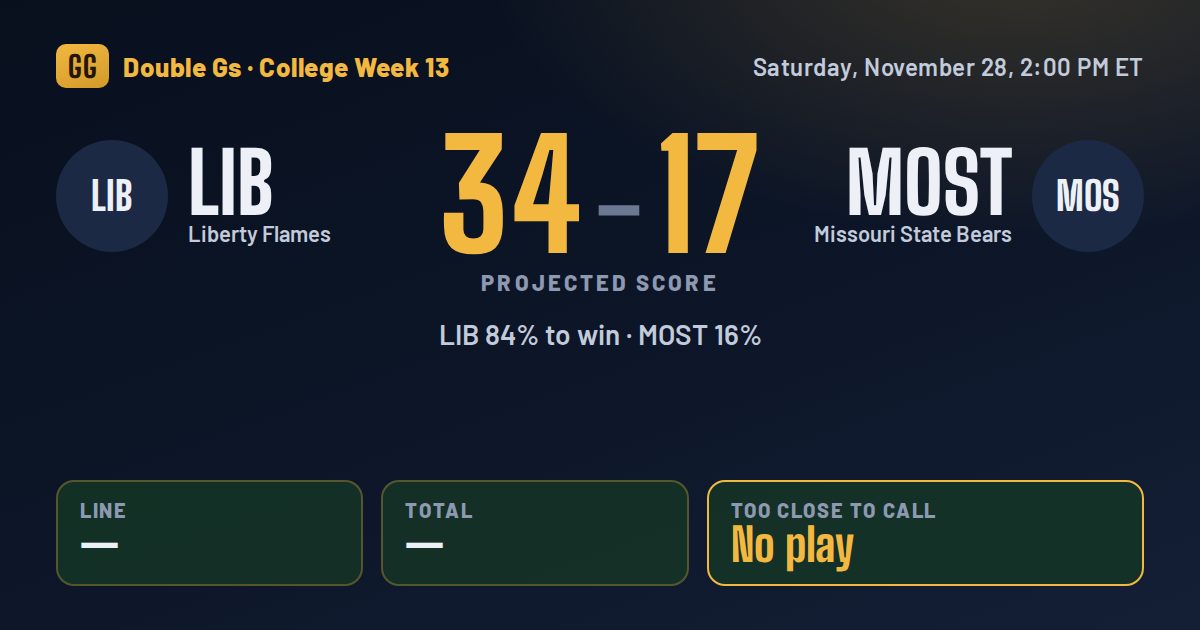 GG Double Gs · College Week 13
Saturday, November 28, 2:00 PM ET
LIB
LIB
Liberty Flames
34 – 17
PROJECTED SCORE
LIB 84% to win · MOST 16%
MOST
Missouri State Bears
MOS
LINE
—
TOTAL
—
TOO CLOSE TO CALL
No play